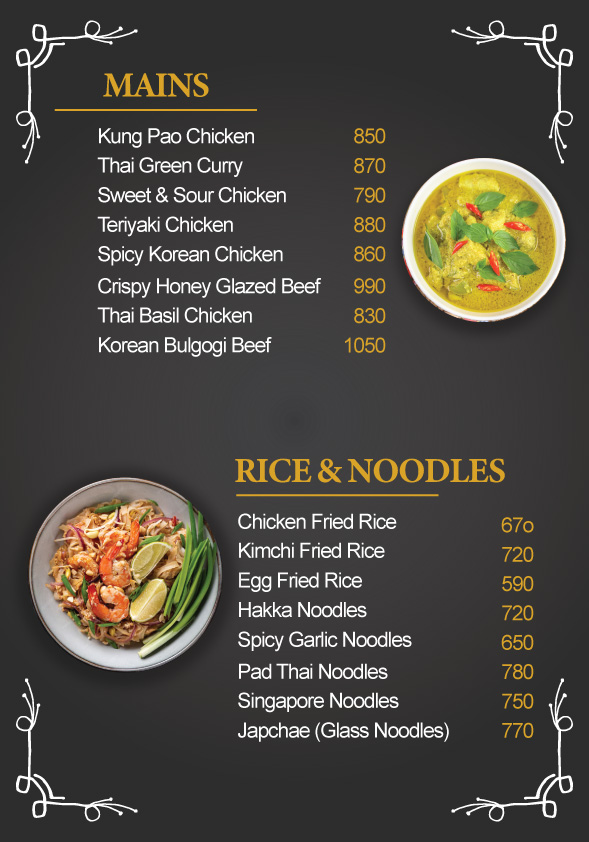 MAINS
Kung Pao Chicken 850
Thai Green Curry 870
Sweet & Sour Chicken 790
Teriyaki Chicken 880
Spicy Korean Chicken 860
Crispy Honey Glazed Beef 990
Thai Basil Chicken 830
Korean Bulgogi Beef 1050
RICE & NOODLES
Chicken Fried Rice 67o
Kimchi Fried Rice 720
Egg Fried Rice 590
Hakka Noodles 720
Spicy Garlic Noodles 650
Pad Thai Noodles 780
Singapore Noodles 750
Japchae (Glass Noodles) 770